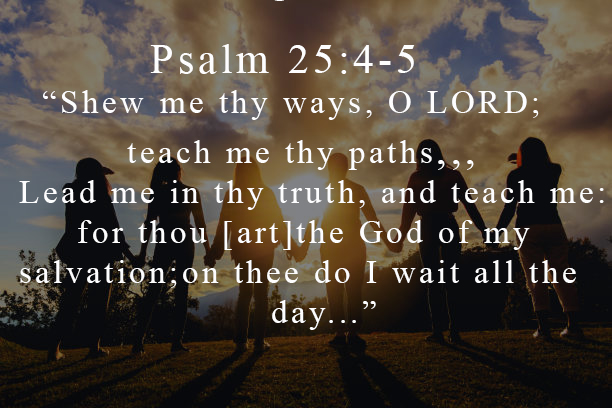 Psalm 25:4-5
“Shew me thy ways, O LORD;
teach me thy paths,,,
Lead me in thy truth, and teach me:
for thou [art]the God of my
salvation;on thee do I wait all the
day...”